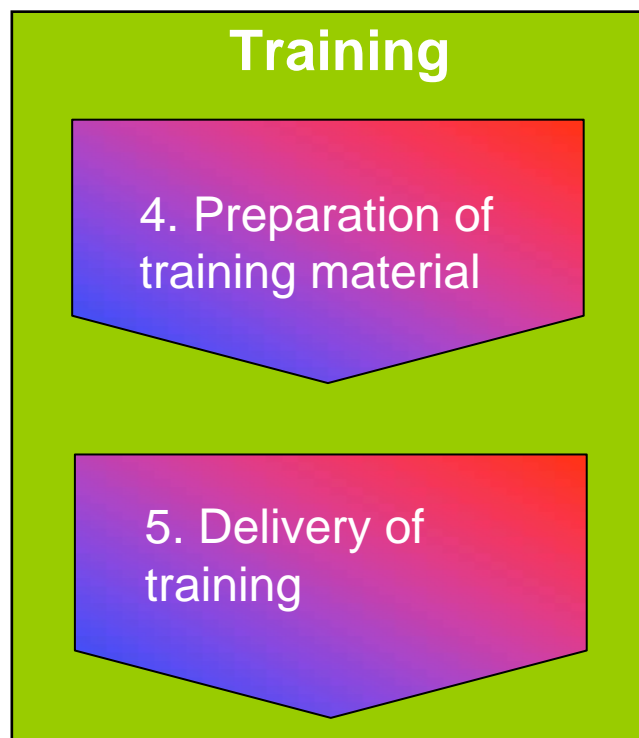 Training
4. Preparation of
training material
5. Delivery of
training